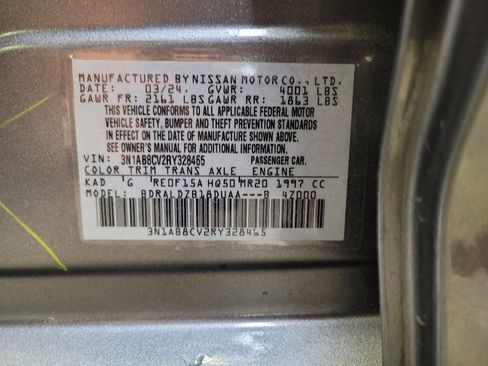 MANUFACTURED BY NISSAN MOTOR CO., LTD.
DATE: 03/24. GVWR: 4001 LBS
GAWR FR: 2161 LBS GAWR RR: 1863 LBS
THIS VEHICLE CONFORMS TO ALL APPLICABLE FEDERAL MOTOR
VEHICLE SAFETY, BUMPER AND THEFT PREVENTION STANDARDS
IN EFFECT ON THE DATE OF MANUFACTURE SHOWN ABOVE.
SEE OWNER'S MANUAL FOR ADDITIONAL INFORMATION.
VIN: 3N1AB8CV2RY328465 PASSENGER CAR.
COLOR TRIM TRANS AXLE ENGINE
KAD 'G 'RE0F15A HQ50 MR20 1997 CC
MODEL: BDRALDZB18DUAA---B 47000
3N1AB8CV2RY328465